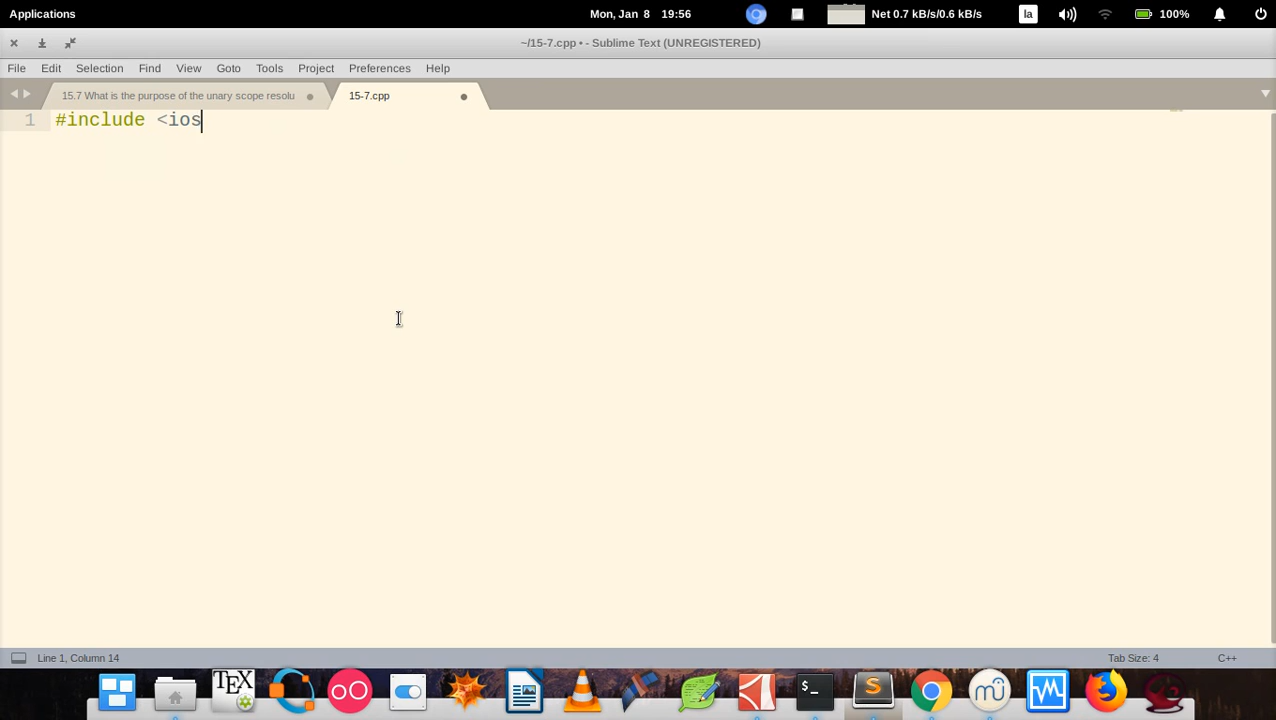 Applications
Mon, Jan 8 19:56
Net 0.7 kB/s/0.6 kB/s
la
100%
~/15-7.cpp • - Sublime Text (UNREGISTERED)
File Edit Selection Find View Goto Tools Project Preferences Help
15.7 What is the purpose of the unary scope resolu
15-7.cpp
1 #include <ios
Line 1, Column 14
Tab Size: 4
C++
TEX
>_
S